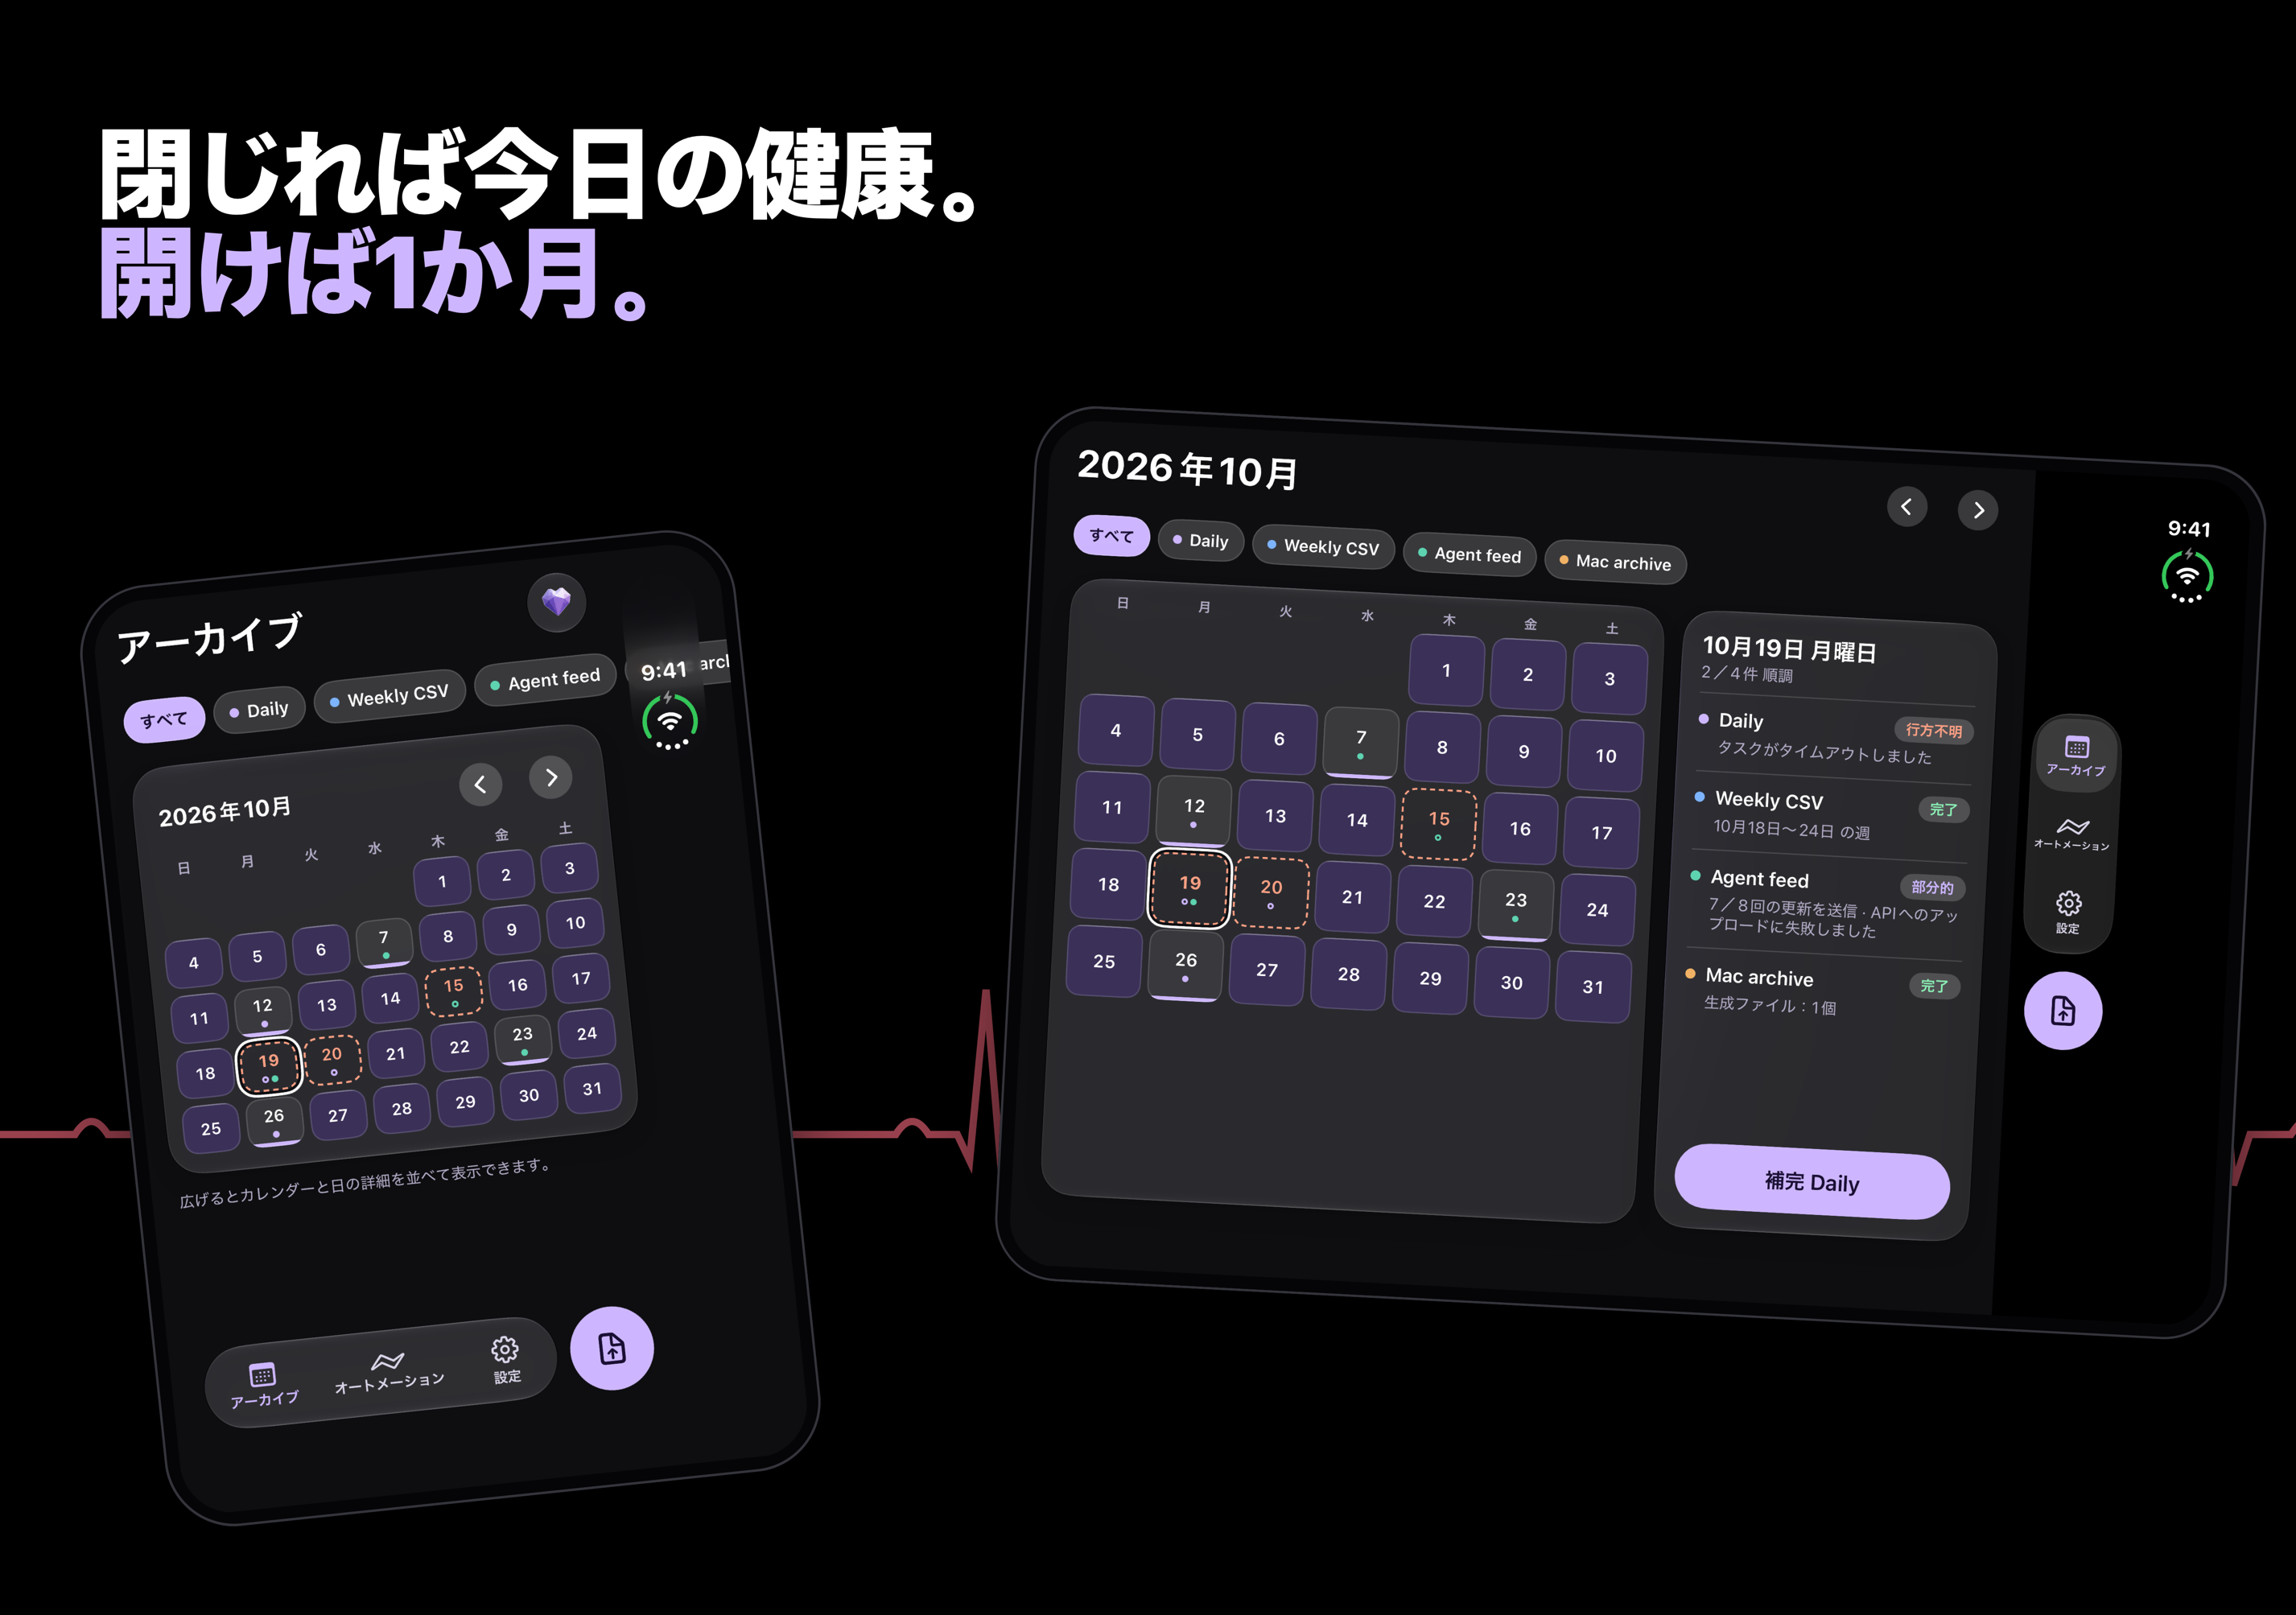 閉じれば今日の健康。
開けば1か月。
アーカイブ
9:41
すべて
Daily
Weekly CSV
Agent feed
arcl
2026年10月
日 月 火 水 木 金 土
1 2 3
4 5 6 7 8 9 10
11 12 13 14 15 16 17
18 19 20 21 22 23 24
25 26 27 28 29 30 31
広げるとカレンダーと日の詳細を並べて表示できます。
アーカイブ
オートメーション
設定
2026年10月
すべて
Daily
Weekly CSV
Agent feed
Mac archive
日 月 火 水 木 金 土
1 2 3
4 5 6 7 8 9 10
11 12 13 14 15 16 17
18 19 20 21 22 23 24
25 26 27 28 29 30 31
10月19日 月曜日
2／4件 順調
Daily 行方不明
タスクがタイムアウトしました
Weekly CSV 完了
10月18日〜24日 の週
Agent feed 部分的
7／8回の更新を送信 · APIへのアッ
プロードに失敗しました
Mac archive 完了
生成ファイル：1個
補完 Daily
9:41
アーカイブ
オートメーション
設定